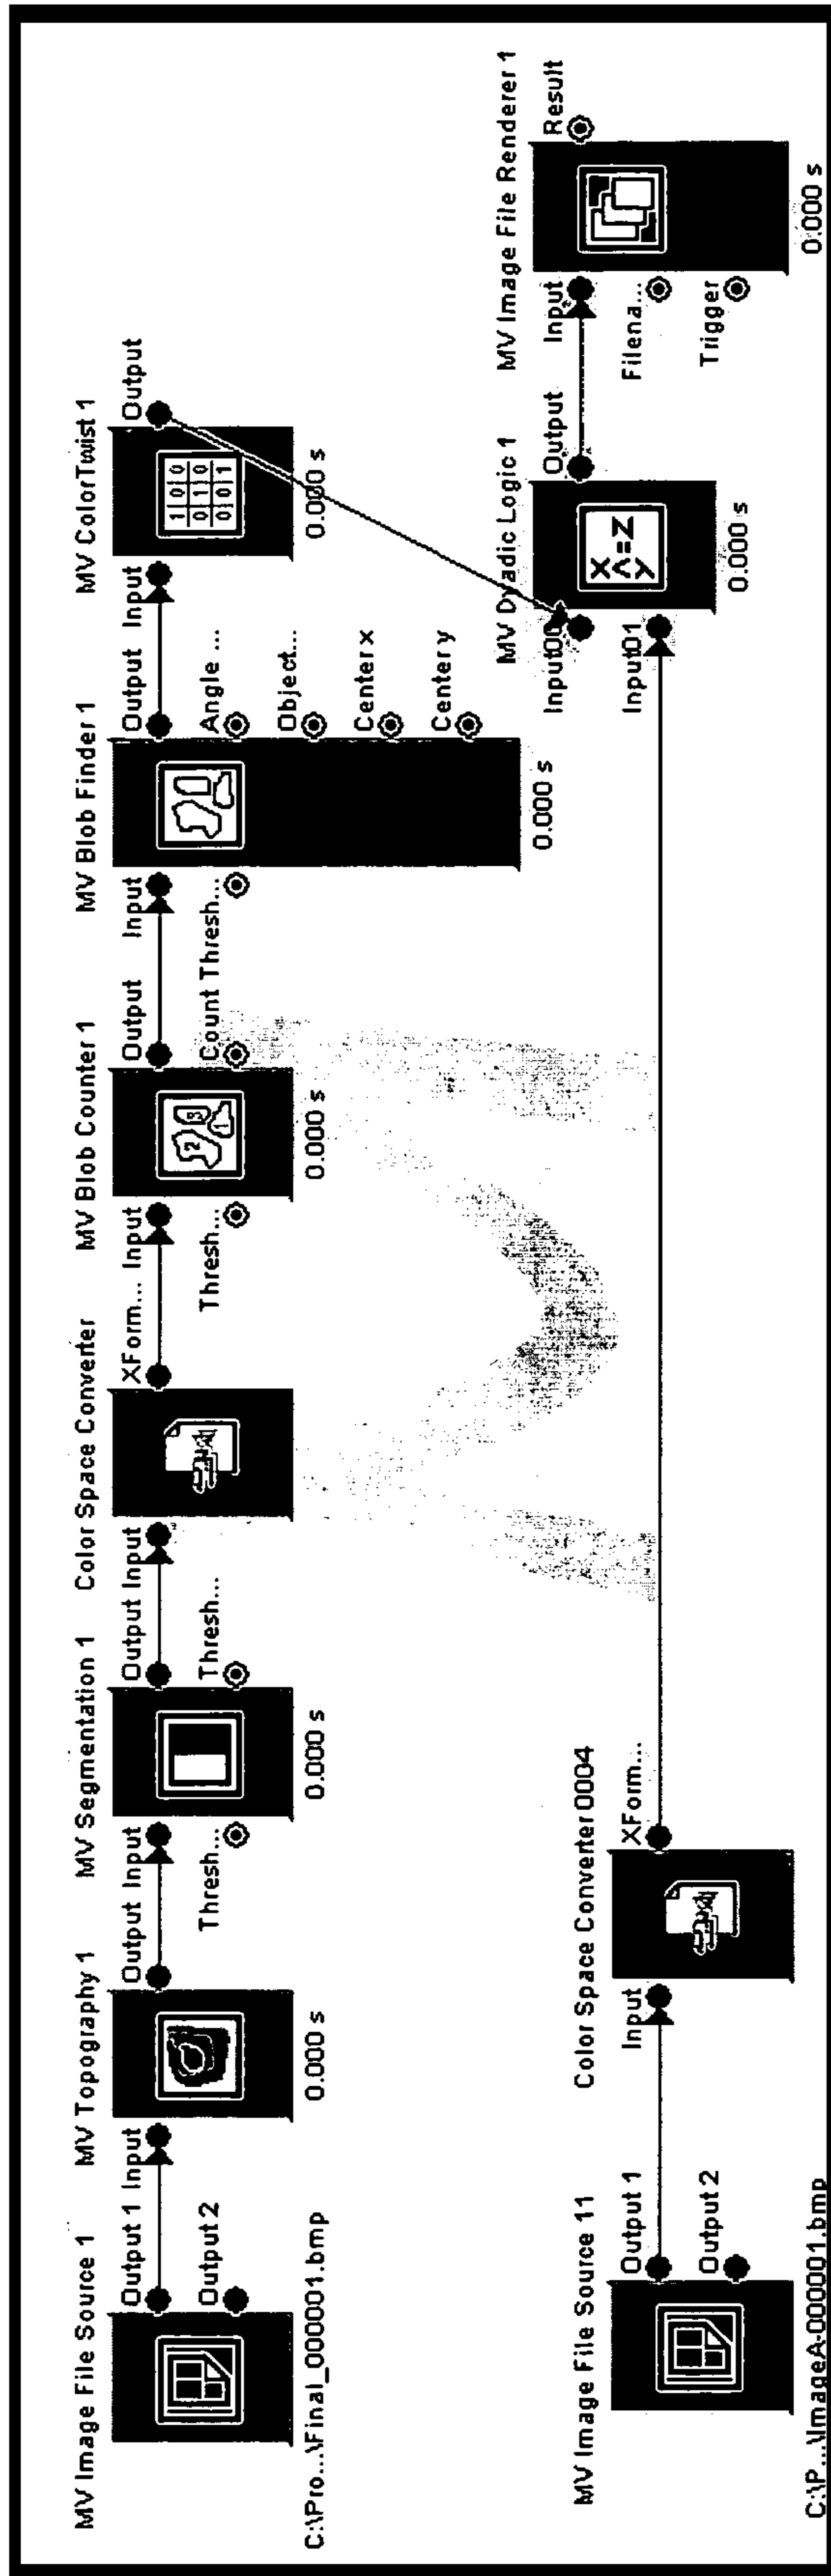 MV Image File Source 1
Output 1
Output 2
C:\Pro...\Final_000001.bmp
MV Topography 1
Input
Output
0.000 s
MV Segmentation 1
Input
Thresh...
Output
Thresh...
0.000 s
Color Space Converter
Input
XForm...
MV Blob Counter 1
Input
Thresh...
2
3
1
Output
Count Thresh...
0.000 s
MV Blob Finder 1
Input
Output
Angle ...
Object...
Center x
Center y
0.000 s
MV ColorTwist 1
Input
1 0 0
0 1 0
0 0 1
Output
0.000 s
MV Image File Source 11
Output 1
Output 2
C:\P...\ImageA-000001.bmp
Color Space Converter 0004
Input
XForm...
MV Dyadic Logic 1
Input00
Input01
X
^=Z
y
Output
0.000 s
MV Image File Renderer 1
Input
Filena...
Trigger
Result
0.000 s